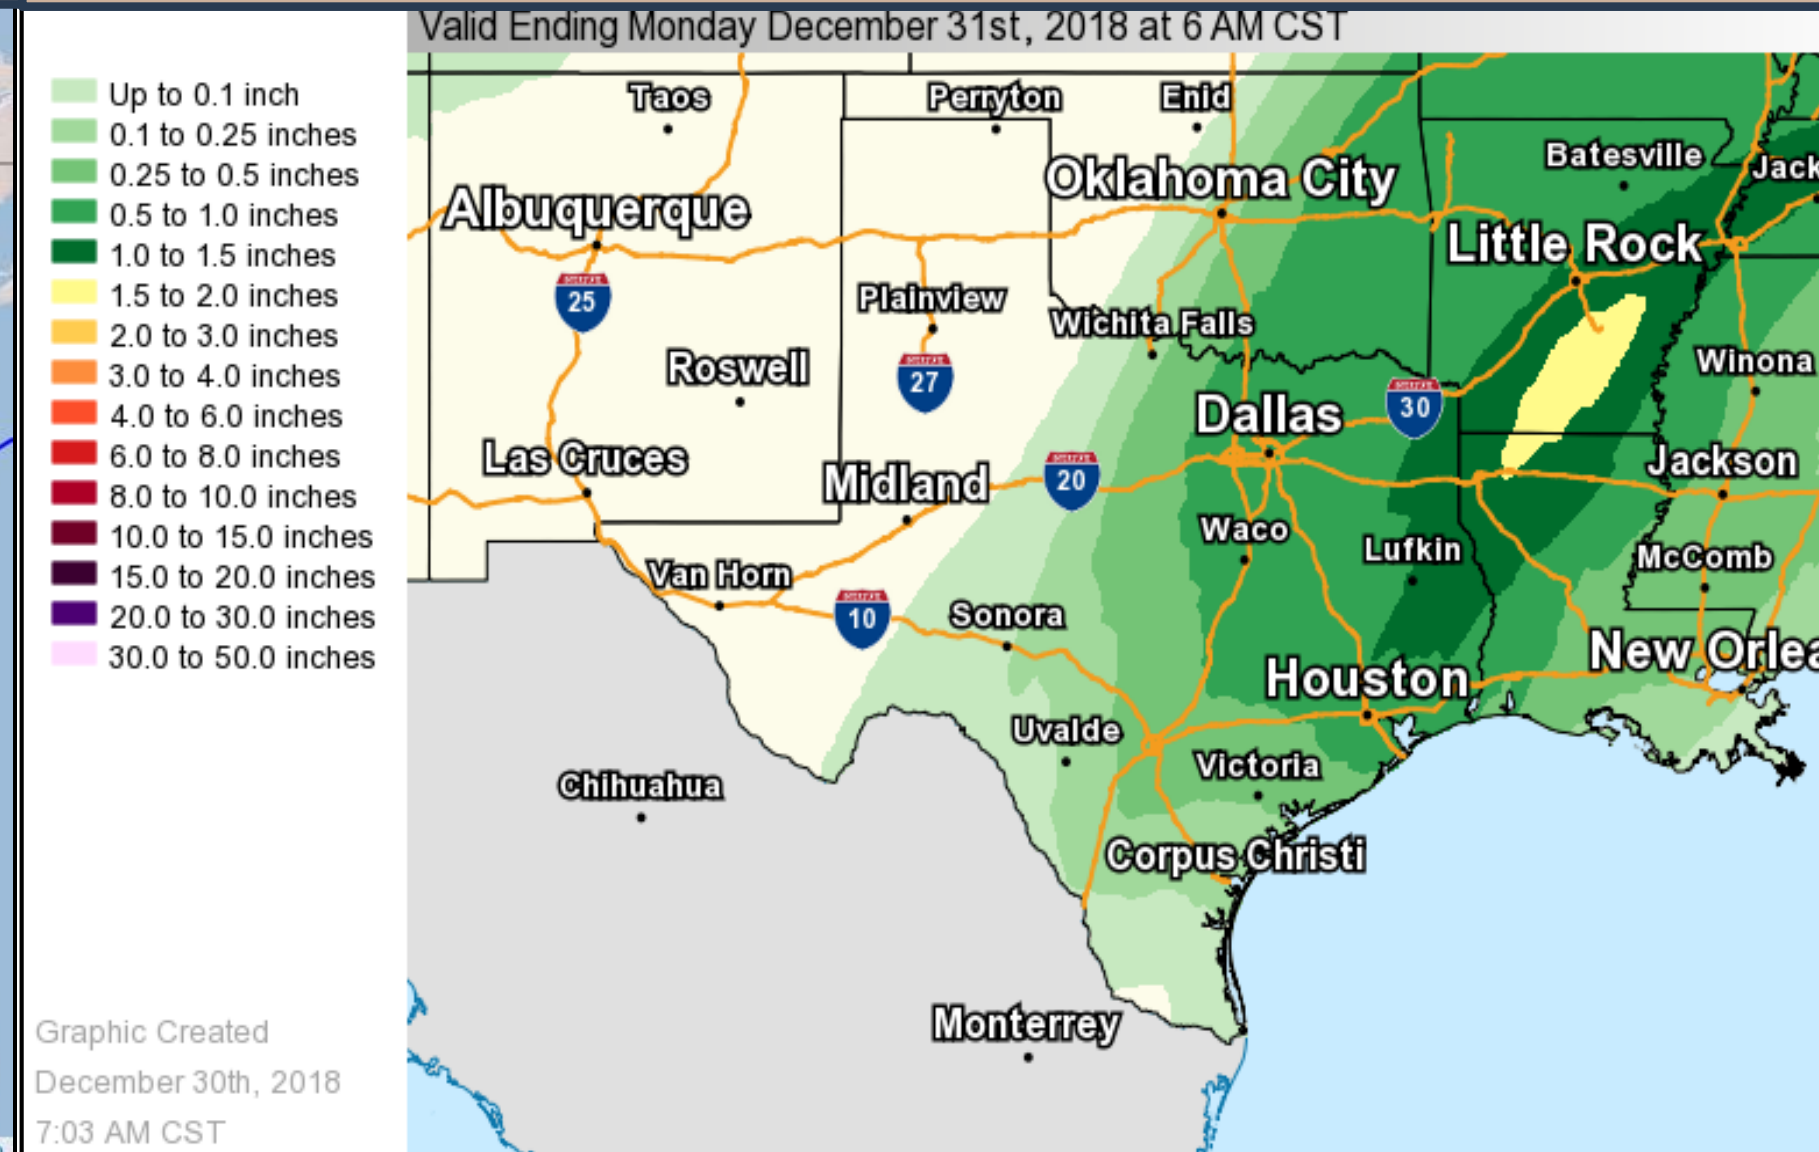 Valid Ending Monday December 31st, 2018 at 6 AM CST
Up to 0.1 inch
0.1 to 0.25 inches
0.25 to 0.5 inches
0.5 to 1.0 inches
1.0 to 1.5 inches
1.5 to 2.0 inches
2.0 to 3.0 inches
3.0 to 4.0 inches
4.0 to 6.0 inches
6.0 to 8.0 inches
8.0 to 10.0 inches
10.0 to 15.0 inches
15.0 to 20.0 inches
20.0 to 30.0 inches
30.0 to 50.0 inches
Graphic Created
December 30th, 2018
7:03 AM CST
Taos
Perryton
Enid
Batesville
Jack
Oklahoma City
Albuquerque
Little Rock
25
Plainview
Wichita Falls
Roswell
27
Winona
30
Dallas
Las Cruces
Midland
20
Jackson
Waco
Lufkin
McComb
Van Horn
10
Sonora
New Orlea
Houston
Uvalde
Victoria
Chihuahua
Corpus Christi
Monterrey